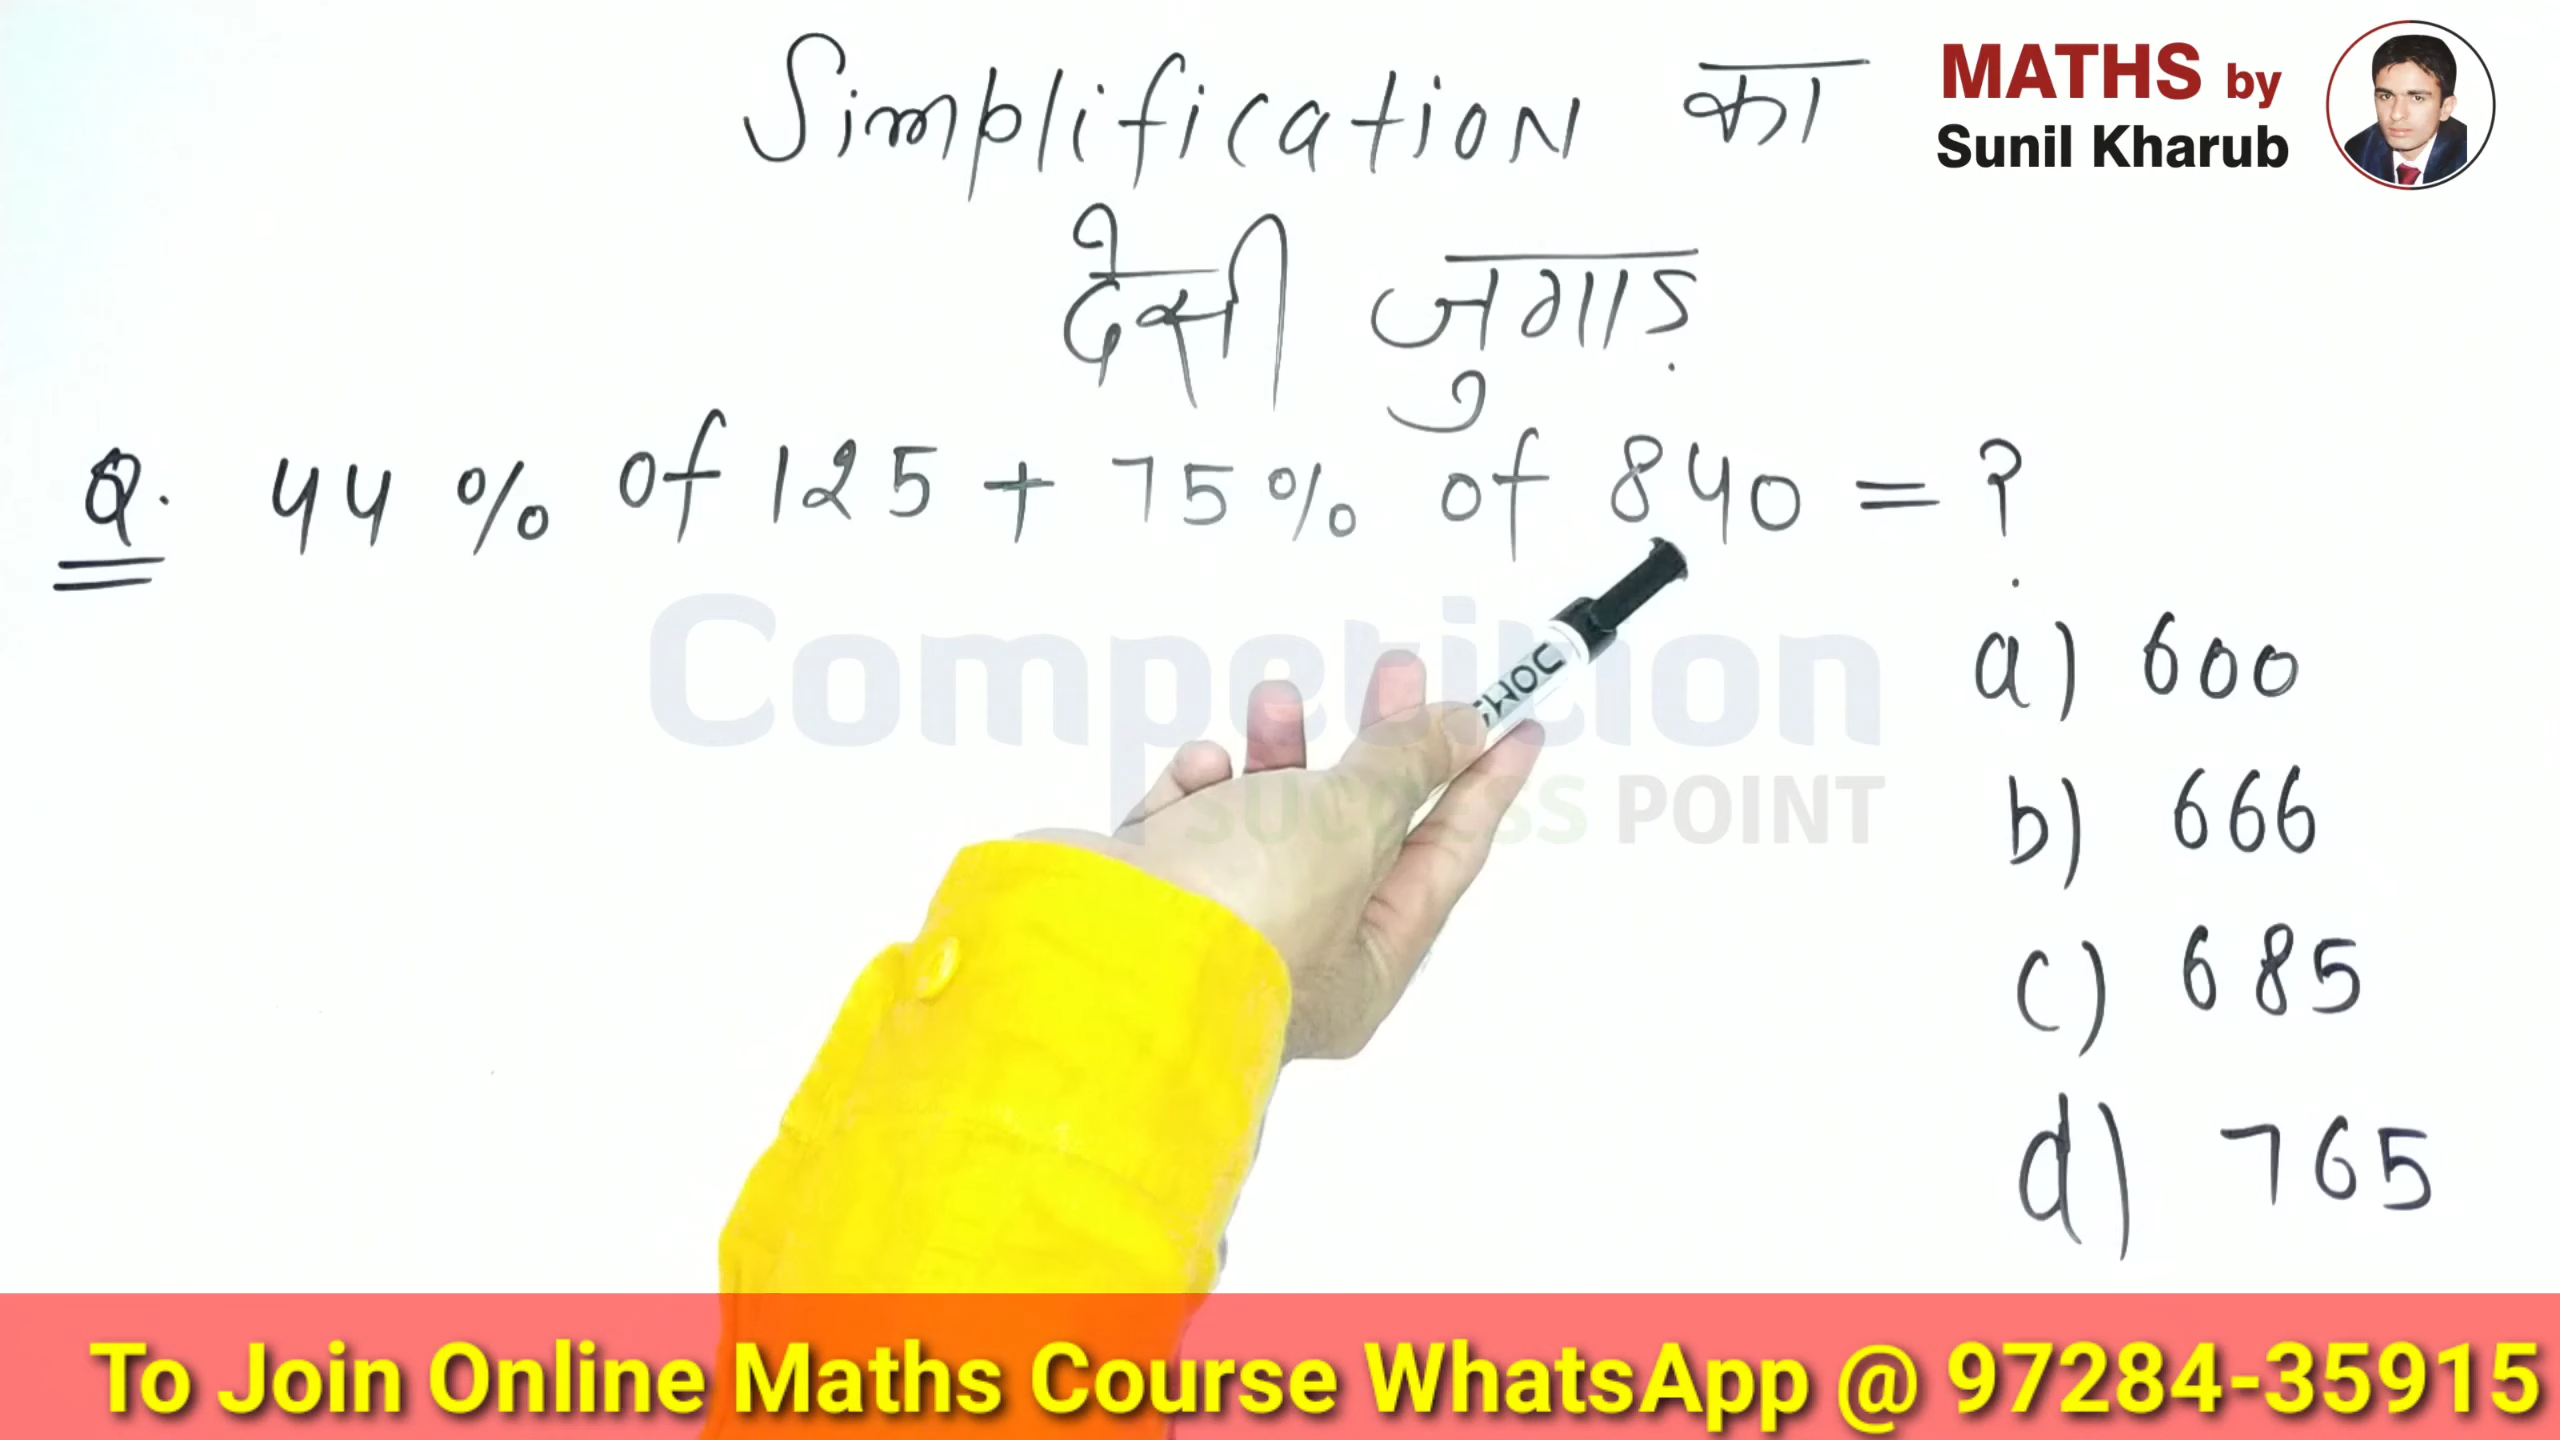 Simplification का
MATHS by
Sunil Kharub
देसी जुगाड़
Q. 44 % of 125 + 75 % of 840 = ?
Competition
SUCCESS POINT
DOMS
a) 600
b) 666
c) 685
d) 765
To Join Online Maths Course WhatsApp @ 97284-35915